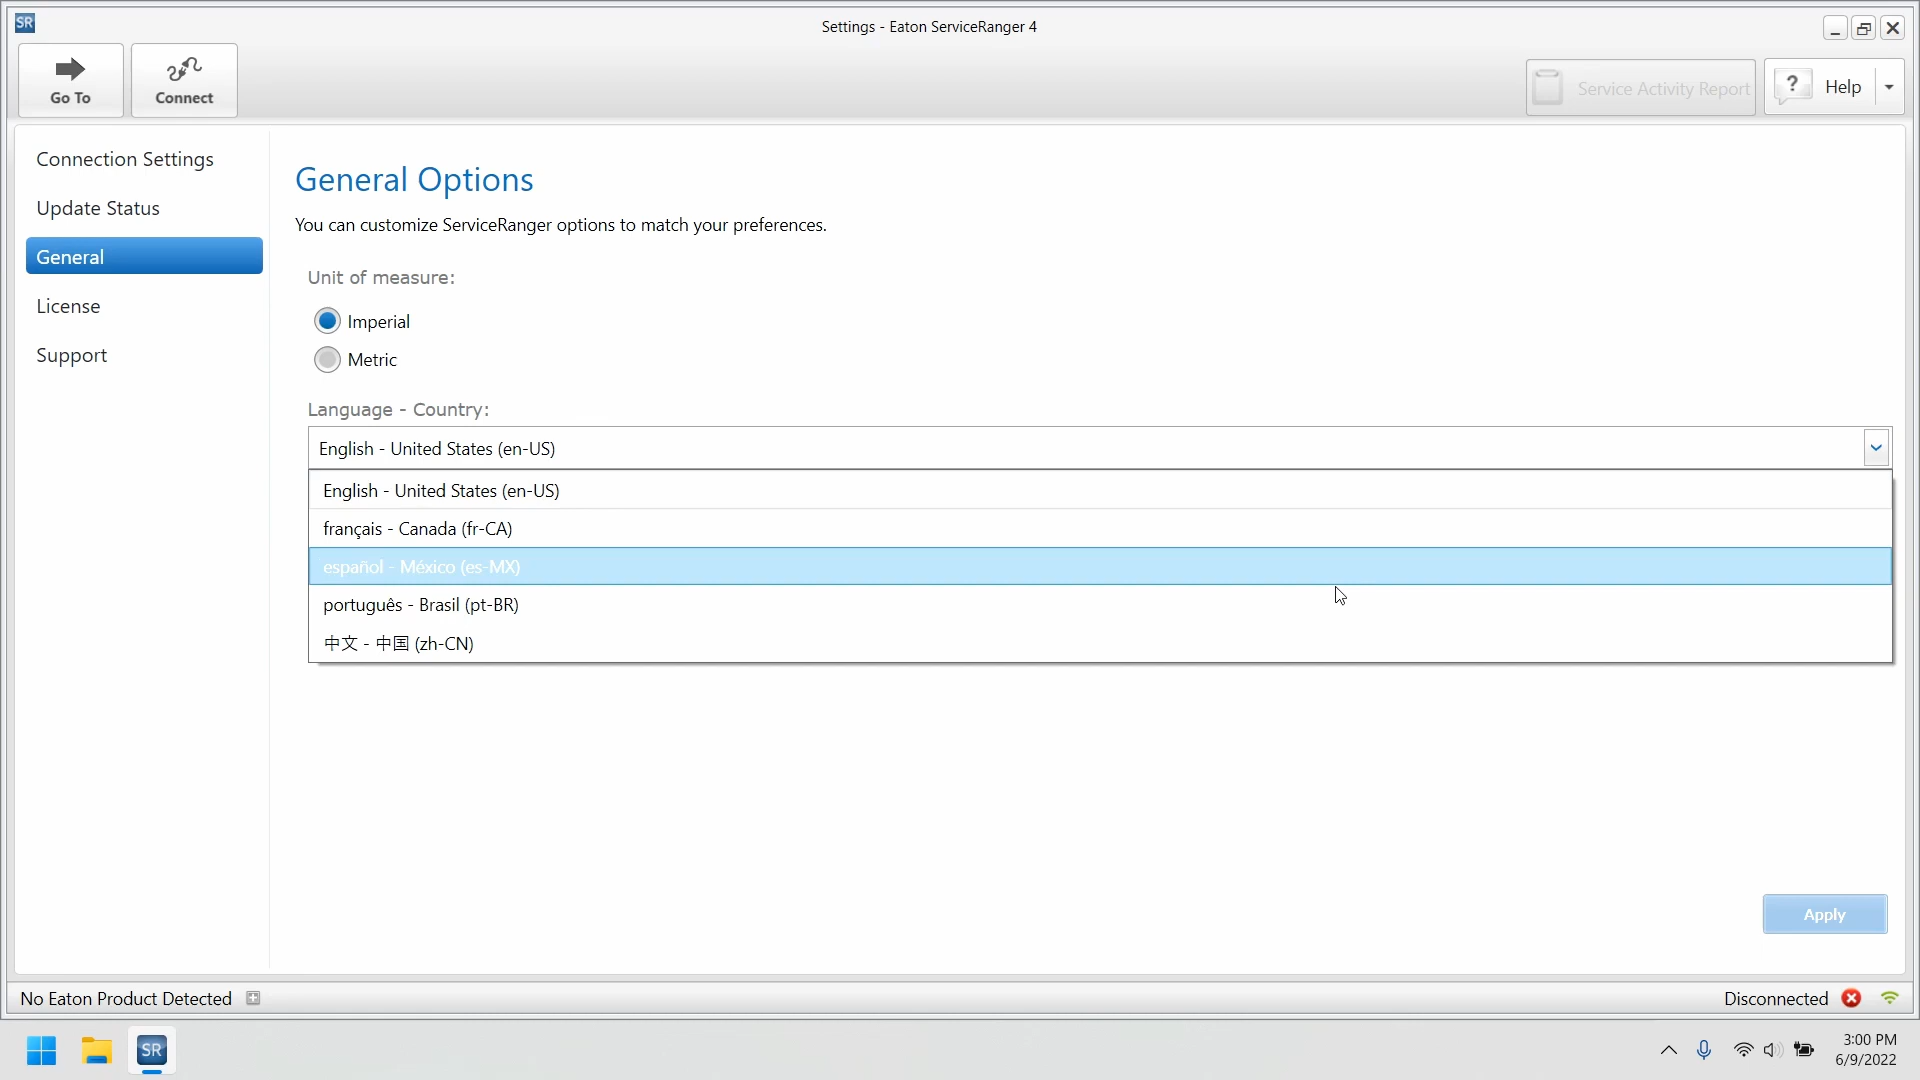 SR
Settings - Eaton ServiceRanger 4
Go To
Connect
Service Activity Report
? Help
Connection Settings
Update Status
General
License
Support
General Options
You can customize ServiceRanger options to match your preferences.
Unit of measure:
Imperial
Metric
Language - Country:
English - United States (en-US)
English - United States (en-US)
français - Canada (fr-CA)
español - México (es-MX)
português - Brasil (pt-BR)
中文 - 中国 (zh-CN)
Apply
No Eaton Product Detected
Disconnected
SR
3:00 PM
6/9/2022